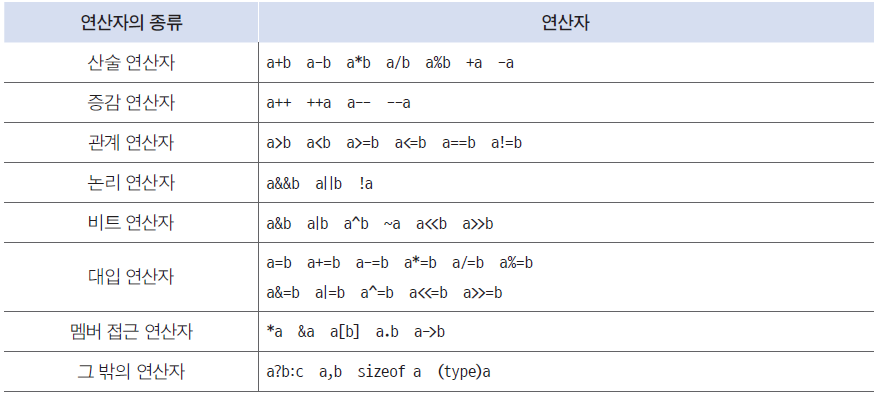 연산자의 종류 연산자
산술 연산자 a+b a-b a*b a/b a%b +a -a
증감 연산자 a++ ++a a-- --a
관계 연산자 a>b a<b a>=b a<=b a==b a!=b
논리 연산자 a&&b a||b !a
비트 연산자 a&b a|b a^b ~a a<<b a>>b
대입 연산자 a=b a+=b a-=b a*=b a/=b a%=b
a&=b a|=b a^=b a<<=b a>>=b
멤버 접근 연산자 *a &a a[b] a.b a->b
그 밖의 연산자 a?b:c a,b sizeof a (type)a